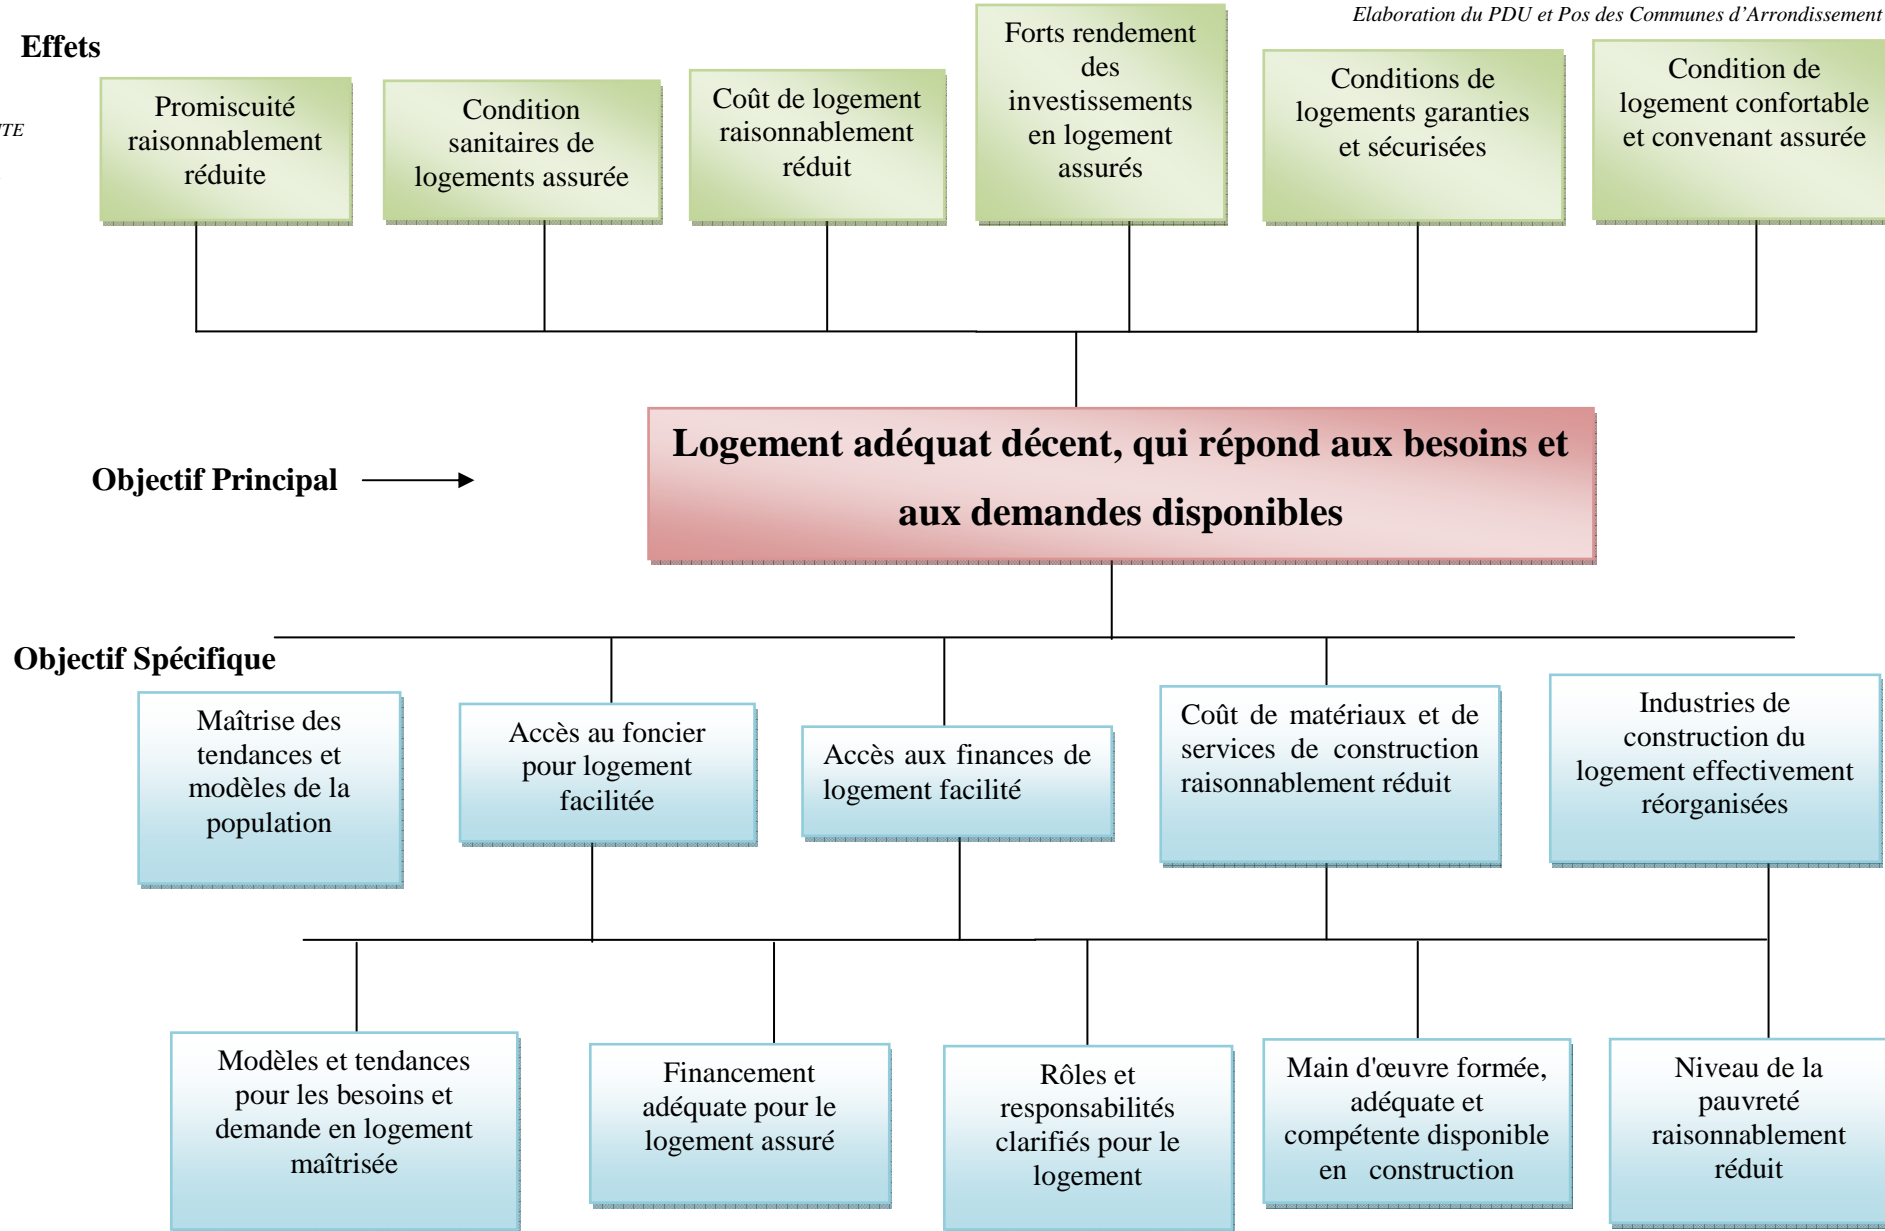 Elaboration du PDU et Pos des Communes d'Arrondissement
Effets
Promiscuité
raisonnablement
réduite
Condition
sanitaires de
logements assurée
Coût de logement
raisonnablement
réduit
Forts rendement
des
investissements
en logement
assurés
Conditions de
logements garanties
et sécurisées
Condition de
logement confortable
et convenant assurée
Objectif Principal
Logement adéquat décent, qui répond aux besoins et
aux demandes disponibles
Objectif Spécifique
Maîtrise des
tendances et
modèles de la
population
Accès au foncier
pour logement
facilitée
Accès aux finances de
logement facilité
Coût de matériaux et de
services de construction
raisonnablement réduit
Industries de
construction du
logement effectivement
réorganisées
Modèles et tendances
pour les besoins et
demande en logement
maîtrisée
Financement
adéquate pour le
logement assuré
Rôles et
responsabilités
clarifiés pour le
logement
Main d'œuvre formée,
adéquate et
compétente disponible
en construction
Niveau de la
pauvreté
raisonnablement
réduit